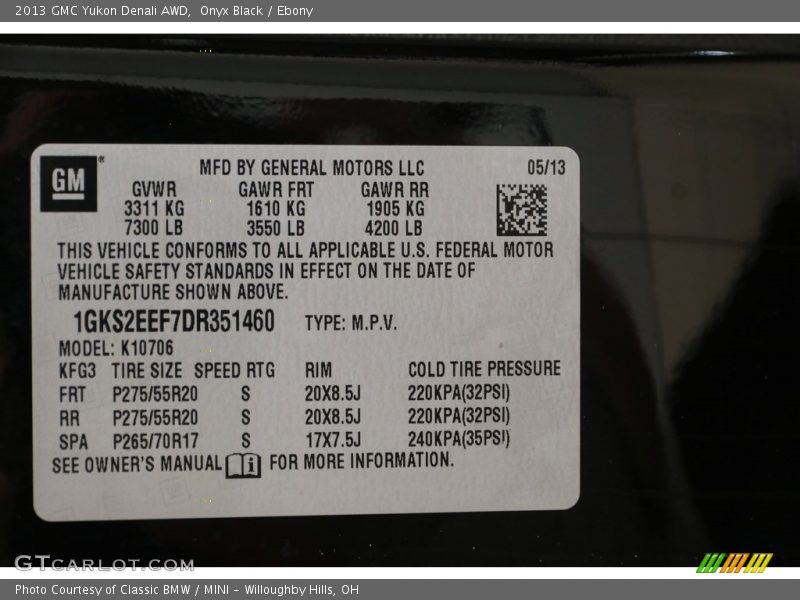 2013 GMC Yukon Denali AWD, Onyx Black / Ebony
GM
MFD BY GENERAL MOTORS LLC 05/13
GVWR GAWR FRT GAWR RR
3311 KG 1610 KG 1905 KG
7300 LB 3550 LB 4200 LB
THIS VEHICLE CONFORMS TO ALL APPLICABLE U.S. FEDERAL MOTOR
VEHICLE SAFETY STANDARDS IN EFFECT ON THE DATE OF
MANUFACTURE SHOWN ABOVE.
1GKS2EEF7DR351460 TYPE: M.P.V.
MODEL: K10706
KFG3 TIRE SIZE SPEED RTG RIM COLD TIRE PRESSURE
FRT P275/55R20 S 20X8.5J 220KPA(32PSI)
RR P275/55R20 S 20X8.5J 220KPA(32PSI)
SPA P265/70R17 S 17X7.5J 240KPA(35PSI)
SEE OWNER'S MANUAL i FOR MORE INFORMATION.
GTCARLOT.COM
Photo Courtesy of Classic BMW / MINI - Willoughby Hills, OH